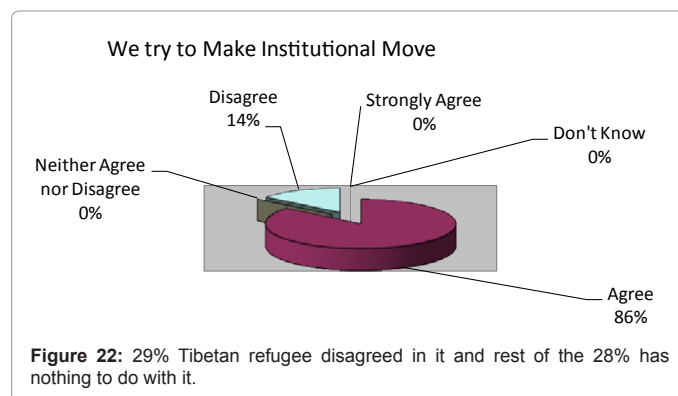 We try to Make Institutional Move
Disagree
14%
Strongly Agree
0%
Don't Know
0%
Neither Agree
nor Disagree
0%
Agree
86%
Figure 22: 29% Tibetan refugee disagreed in it and rest of the 28% has
nothing to do with it.